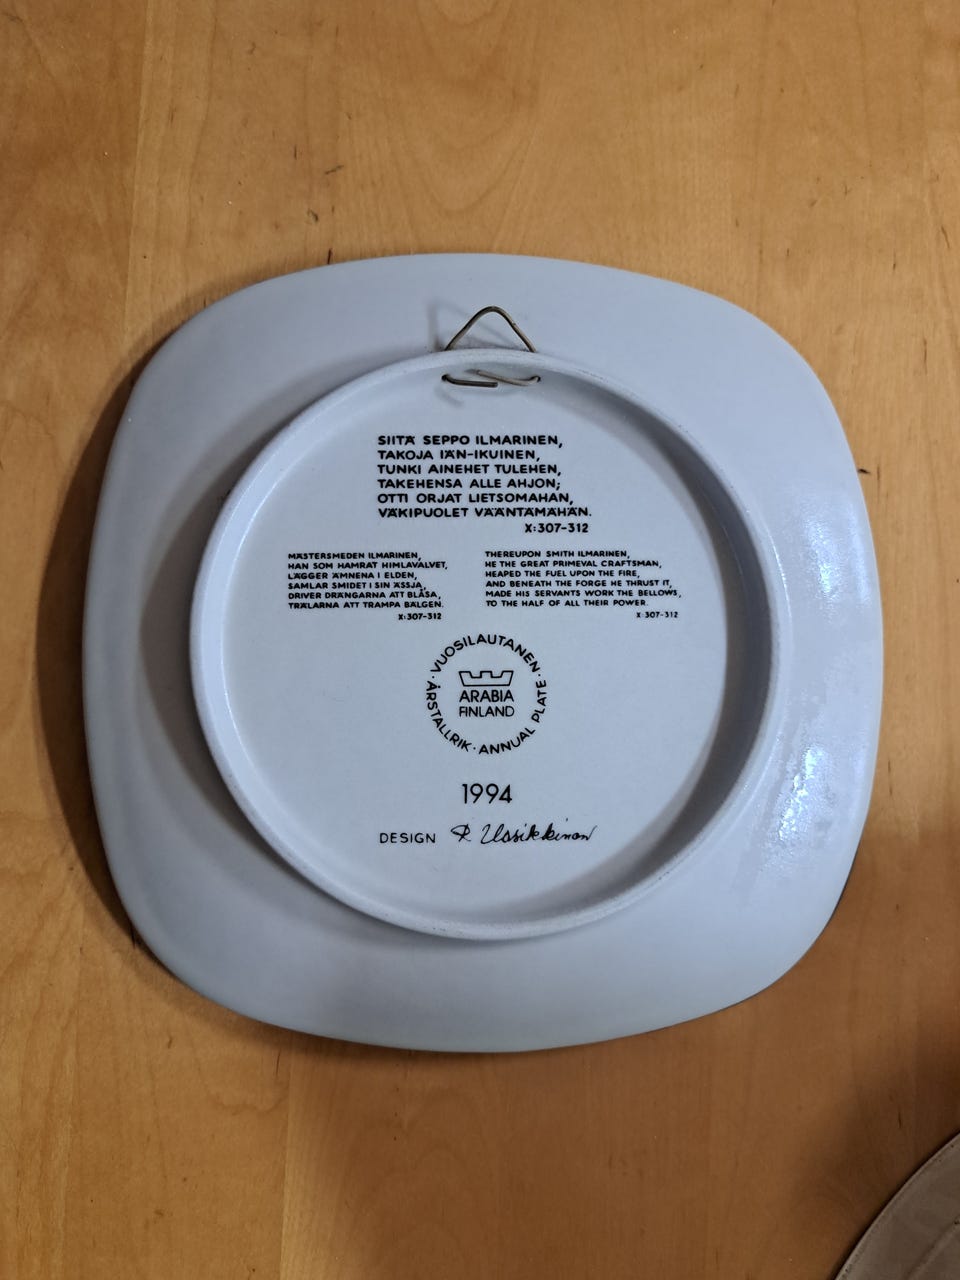 SIITÄ SEPPO ILMARINEN,
TAKOJA IÄN-IKUINEN,
TUNKI AINEHET TULEHEN,
TAKEHENSA ALLE AHJON;
OTTI ORJAT LIETSOMAHAN,
VÄKIPUOLET VÄÄNTÄMÄHÄN.
X:307-312
MÄSTERSMEDEN ILMARINEN,
HAN SOM HAMRAT HIMLAVALVET,
LÄGGER ÄMNENA I ELDEN,
SAMLAR SMIDET I SIN ÄSSJA,
DRIVER DRÄNGARNA ATT BLÅSA,
TRÄLARNA ATT TRAMPA BÄLGEN.
X:307-312
THEREUPON SMITH ILMARINEN,
HE THE GREAT PRIMEVAL CRAFTSMAN,
HEAPED THE FUEL UPON THE FIRE,
AND BENEATH THE FORGE HE THRUST IT,
MADE HIS SERVANTS WORK THE BELLOWS,
TO THE HALF OF ALL THEIR POWER.
X:307-312
· VUOSILAUTANEN · ANNUAL PLATE · ÅRSTALLRIK
ARABIA
FINLAND
1994
DESIGN R. Uosikkinen